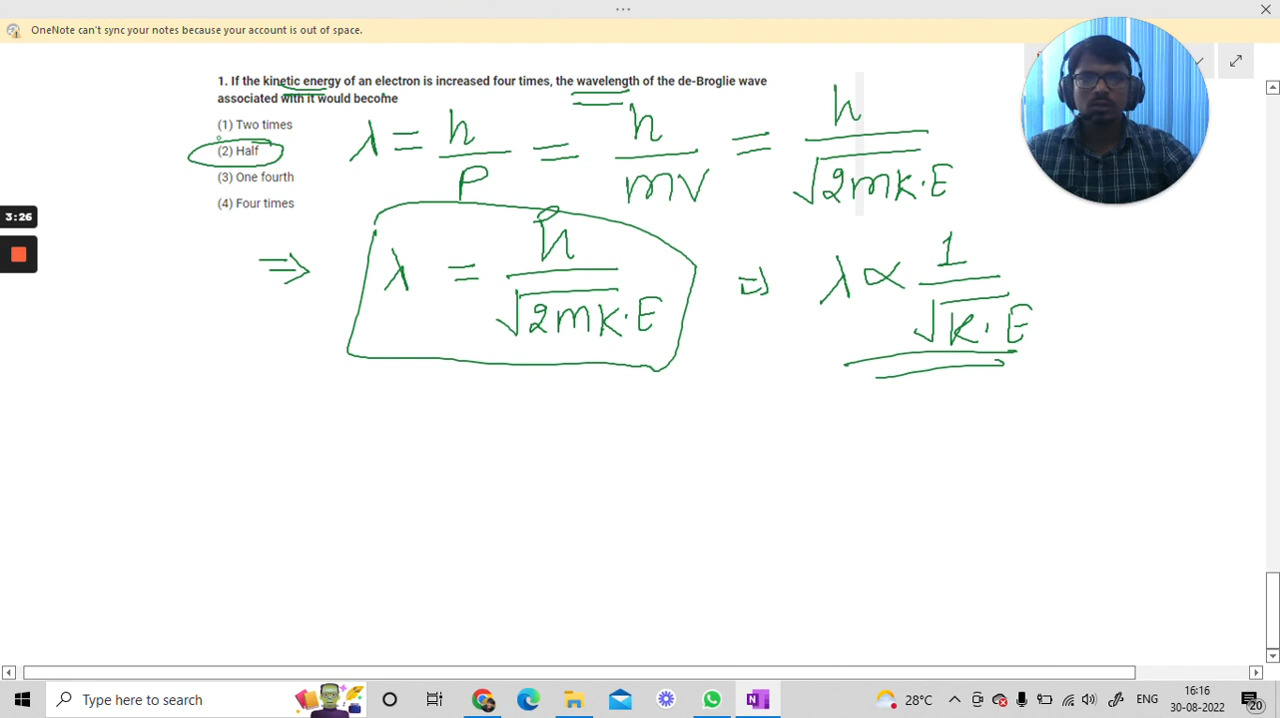 OneNote can't sync your notes because your account is out of space.
1. If the kinetic energy of an electron is increased four times, the wavelength of the de-Broglie wave
associated with it would become
(1) Two times
(2) Half
(3) One fourth
(4) Four times
λ = h/P = h/mv = h/√2mK.E
⇒ λ = h/√2mK.E ⇒ λ ∝ 1/√K.E
3:26
Type here to search
28°C
ENG
16:16
30-08-2022
20